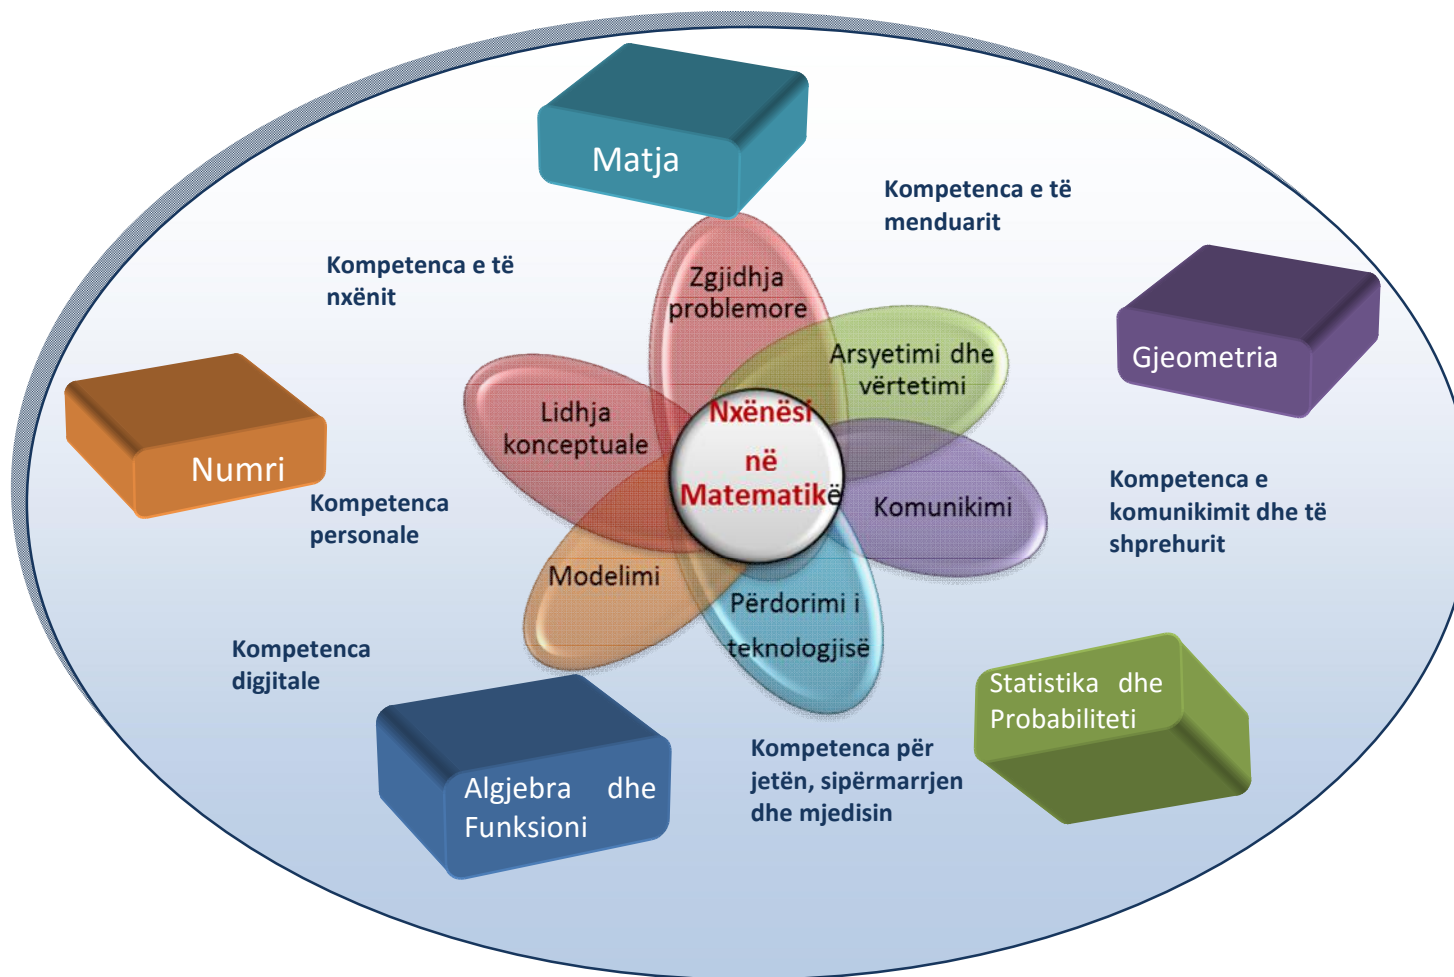 Matja
Kompetenca e të
menduarit
Kompetenca e të
nxënit
Zgjidhja
problemore
Gjeometria
Arsyetimi dhe
vërtetimi
Lidhja
konceptuale
Nxënësi
në
Matematikë
Numri
Kompetenca
personale
Komunikimi
Kompetenca e
komunikimit dhe të
shprehurit
Modelimi
Përdorimi i
teknologjisë
Kompetenca
digjitale
Statistika dhe
Probabiliteti
Algjebra dhe
Funksioni
Kompetenca për
jetën, sipërmarrjen
dhe mjedisin